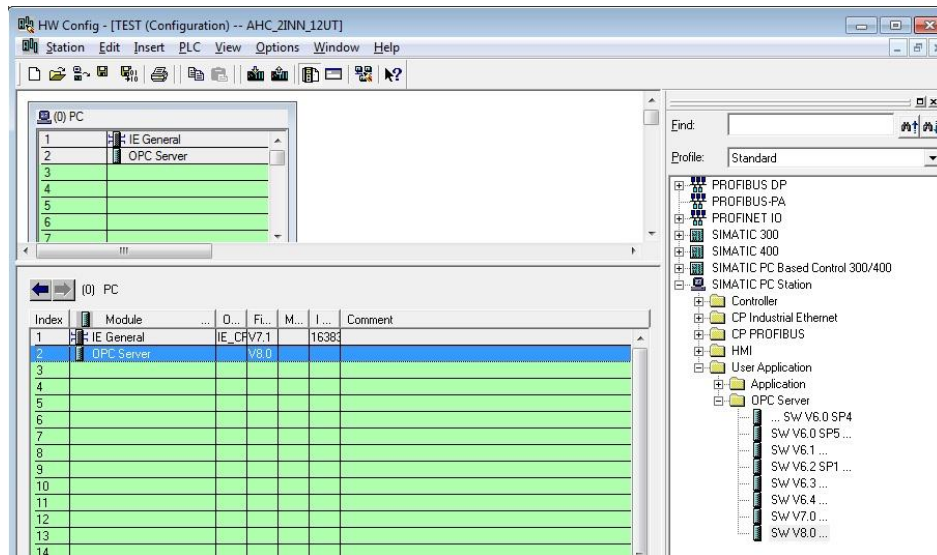 HW Config - [TEST (Configuration) -- AHC_2INN_12UT]
Station Edit Insert PLC View Options Window Help
(0) PC
1 IE General
2 OPC Server
3
4
5
6
7
(0) PC
Index Module ... O... Fi... M... I... Comment
1 IE General IE_CP V7.1 16383
2 OPC Server V8.0
3
4
5
6
7
8
9
10
11
12
13
14
Find:
Profile: Standard
PROFIBUS DP
PROFIBUS-PA
PROFINET IO
SIMATIC 300
SIMATIC 400
SIMATIC PC Based Control 300/400
SIMATIC PC Station
Controller
CP Industrial Ethernet
CP PROFIBUS
HMI
User Application
Application
OPC Server
... SW V6.0 SP4
SW V6.0 SP5 ...
SW V6.1 ...
SW V6.2 SP1 ...
SW V6.3 ...
SW V6.4 ...
SW V7.0 ...
SW V8.0 ...